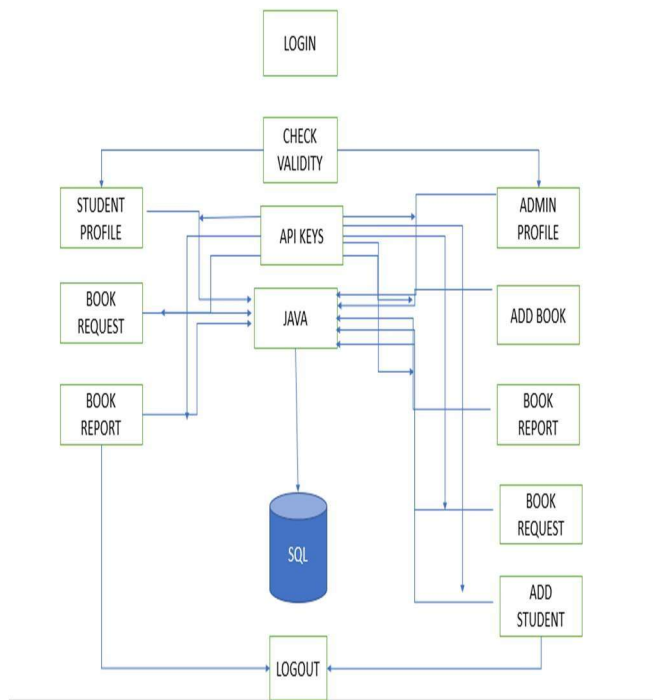 LOGIN
CHECK
VALIDITY
STUDENT
PROFILE
API KEYS
ADMIN
PROFILE
BOOK
REQUEST
JAVA
ADD BOOK
BOOK
REPORT
BOOK
REPORT
BOOK
REQUEST
SQL
ADD
STUDENT
LOGOUT